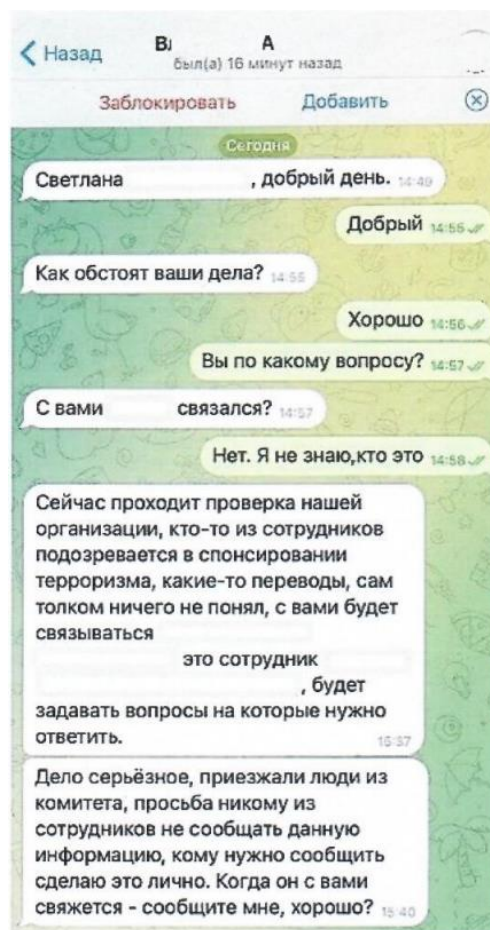 Назад
В А
был(а) 16 минут назад
Заблокировать Добавить
Сегодня
Светлана , добрый день. 14:49
Добрый 14:55
Как обстоят ваши дела? 14:55
Хорошо 14:56
Вы по какому вопросу? 14:57
С вами связался? 14:57
Нет. Я не знаю,кто это 14:58
Сейчас проходит проверка нашей
организации, кто-то из сотрудников
подозревается в спонсировании
терроризма, какие-то переводы, сам
толком ничего не понял, с вами будет
связываться
это сотрудник
, будет
задавать вопросы на которые нужно
ответить. 15:37
Дело серьёзное, приезжали люди из
комитета, просьба никому из
сотрудников не сообщать данную
информацию, кому нужно сообщить
сделаю это лично. Когда он с вами
свяжется - сообщите мне, хорошо? 15:40